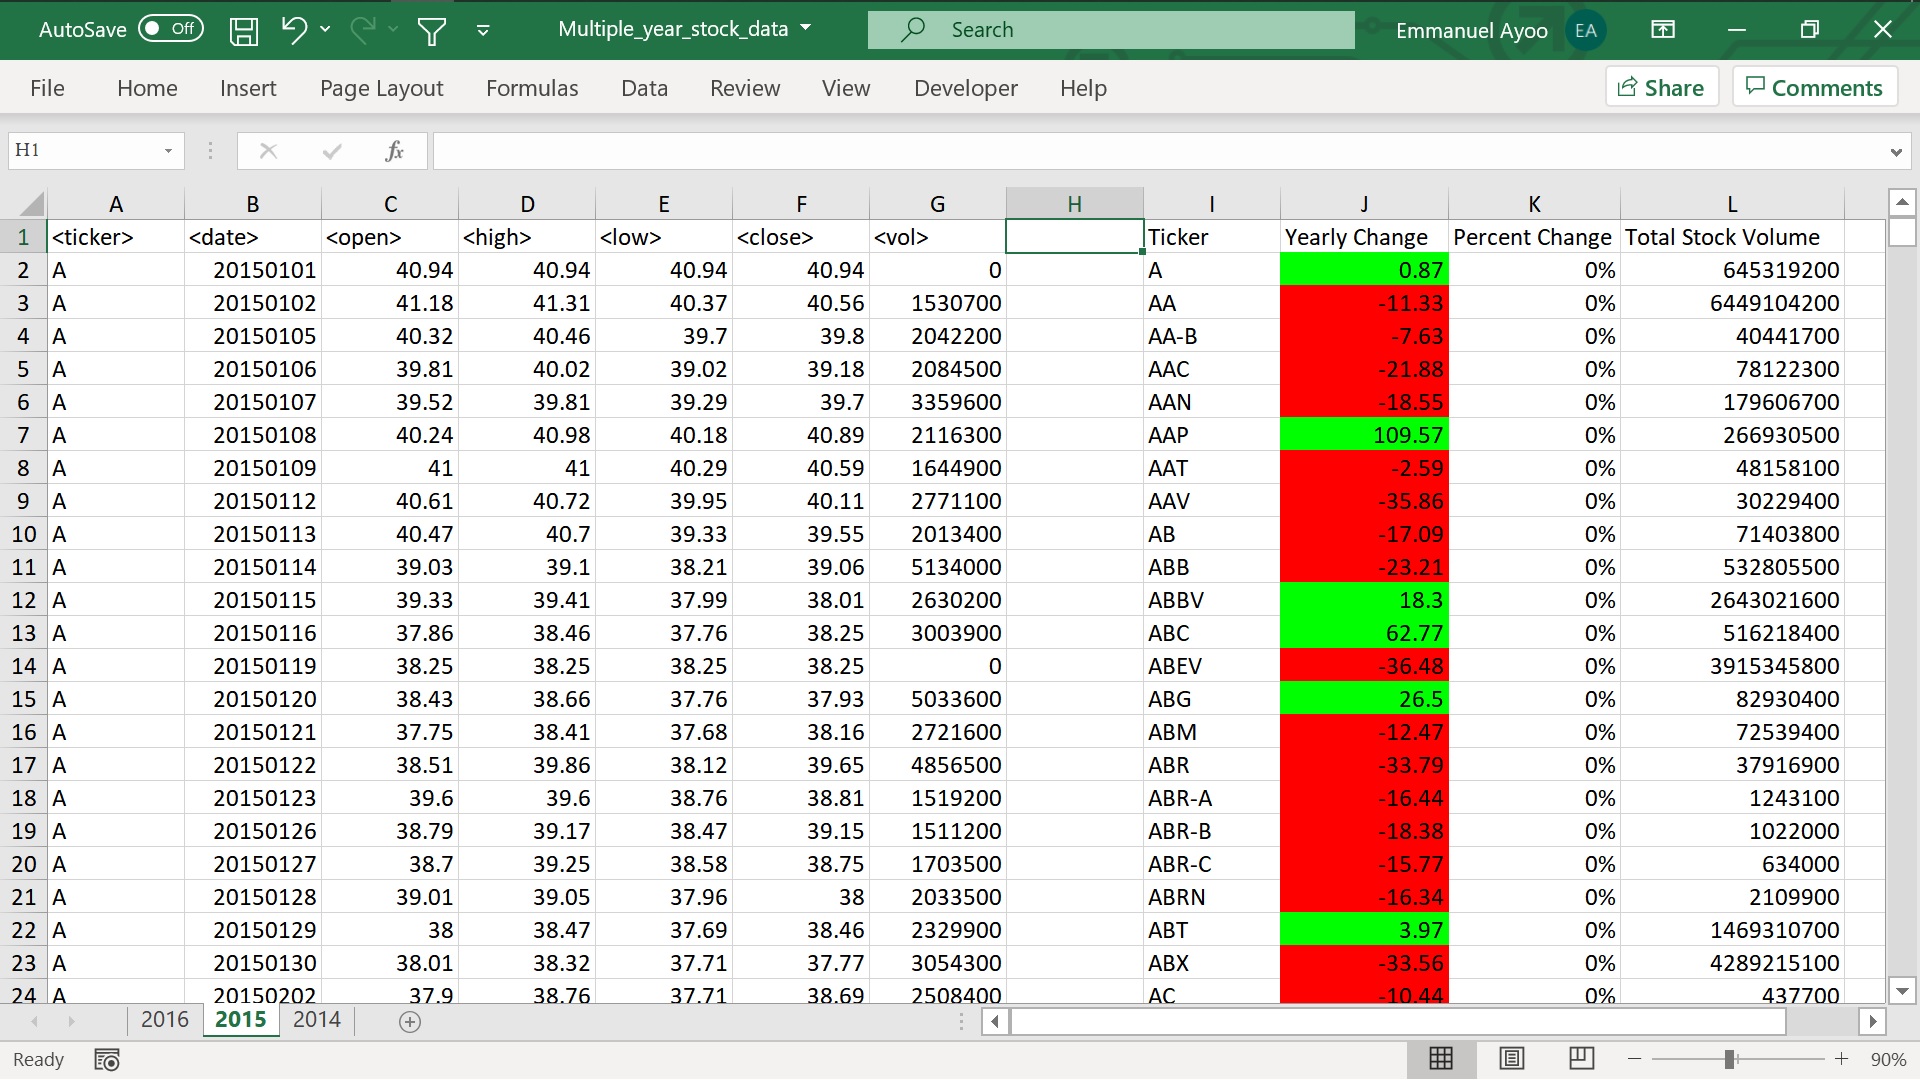 AutoSave Off Multiple_year_stock_data Search Emmanuel Ayoo EA
File Home Insert Page Layout Formulas Data Review View Developer Help Share Comments
H1 fx
A B C D E F G H I J K L
1 <ticker> <date> <open> <high> <low> <close> <vol> Ticker Yearly Change Percent Change Total Stock Volume
2 A 20150101 40.94 40.94 40.94 40.94 0 A 0.87 0% 645319200
3 A 20150102 41.18 41.31 40.37 40.56 1530700 AA -11.33 0% 6449104200
4 A 20150105 40.32 40.46 39.7 39.8 2042200 AA-B -7.63 0% 40441700
5 A 20150106 39.81 40.02 39.02 39.18 2084500 AAC -21.88 0% 78122300
6 A 20150107 39.52 39.81 39.29 39.7 3359600 AAN -18.55 0% 179606700
7 A 20150108 40.24 40.98 40.18 40.89 2116300 AAP 109.57 0% 266930500
8 A 20150109 41 41 40.29 40.59 1644900 AAT -2.59 0% 48158100
9 A 20150112 40.61 40.72 39.95 40.11 2771100 AAV -35.86 0% 30229400
10 A 20150113 40.47 40.7 39.33 39.55 2013400 AB -17.09 0% 71403800
11 A 20150114 39.03 39.1 38.21 39.06 5134000 ABB -23.21 0% 532805500
12 A 20150115 39.33 39.41 37.99 38.01 2630200 ABBV 18.3 0% 2643021600
13 A 20150116 37.86 38.46 37.76 38.25 3003900 ABC 62.77 0% 516218400
14 A 20150119 38.25 38.25 38.25 38.25 0 ABEV -36.48 0% 3915345800
15 A 20150120 38.43 38.66 37.76 37.93 5033600 ABG 26.5 0% 82930400
16 A 20150121 37.75 38.41 37.68 38.16 2721600 ABM -12.47 0% 72539400
17 A 20150122 38.51 39.86 38.12 39.65 4856500 ABR -33.79 0% 37916900
18 A 20150123 39.6 39.6 38.76 38.81 1519200 ABR-A -16.44 0% 1243100
19 A 20150126 38.79 39.17 38.47 39.15 1511200 ABR-B -18.38 0% 1022000
20 A 20150127 38.7 39.25 38.58 38.75 1703500 ABR-C -15.77 0% 634000
21 A 20150128 39.01 39.05 37.96 38 2033500 ABRN -16.34 0% 2109900
22 A 20150129 38 38.47 37.69 38.46 2329900 ABT 3.97 0% 1469310700
23 A 20150130 38.01 38.32 37.71 37.77 3054300 ABX -33.56 0% 4289215100
24 A 20150202 37.9 38.76 37.71 38.69 2508400 AC -10.44 0% 437700
2016 2015 2014
Ready 90%